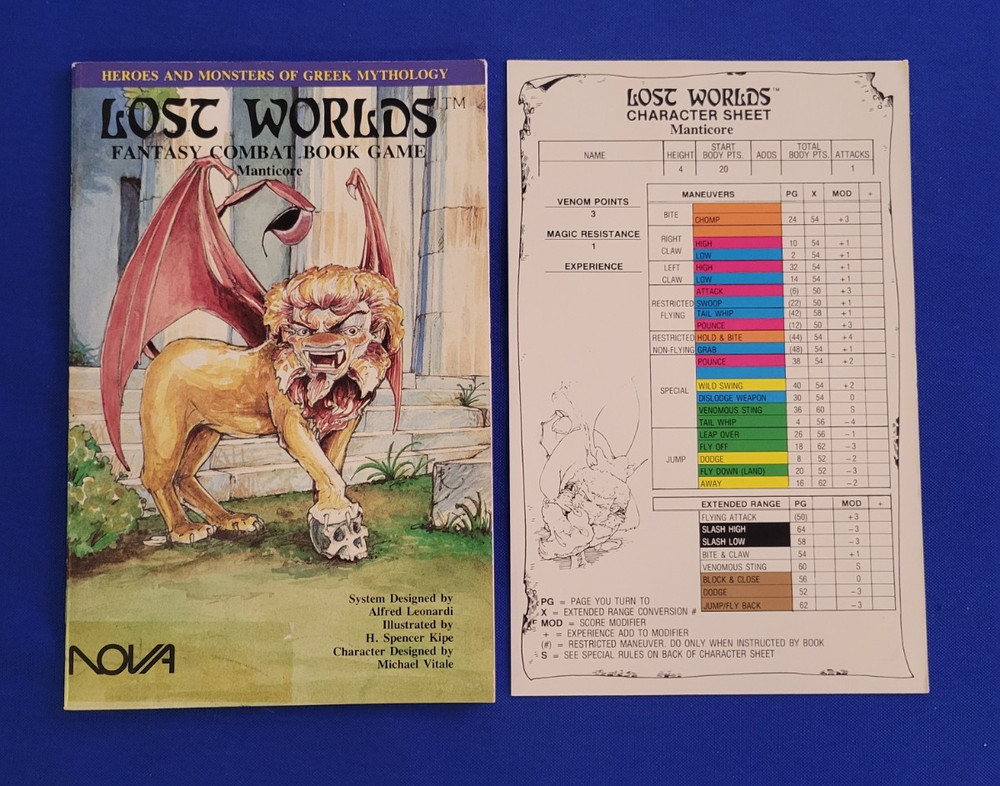 HEROES AND MONSTERS OF GREEK MYTHOLOGY
LOST WORLDS™
FANTASY COMBAT BOOK GAME
Manticore
System Designed by
Alfred Leonardi
Illustrated by
H. Spencer Kipe
Character Designed by
Michael Vitale
NOVA
LOST WORLDS™
CHARACTER SHEET
Manticore
NAME HEIGHT START BODY PTS. ADDS TOTAL BODY PTS. ATTACKS
4 20 1
VENOM POINTS
3
MAGIC RESISTANCE
1
EXPERIENCE
MANEUVERS PG X MOD +
BITE CHOMP 24 54 +3
RIGHT CLAW HIGH 10 54 +1
LOW 2 54 +1
LEFT CLAW HIGH 32 54 +1
LOW 14 54 +1
RESTRICTED FLYING ATTACK (6) 50 +3
SWOOP (22) 50 +1
TAIL WHIP (42) 58 +1
POUNCE (12) 50 +3
RESTRICTED NON-FLYING HOLD & BITE (44) 54 +4
GRAB (48) 54 +1
SPECIAL POUNCE 38 54 +2
WILD SWING 40 54 +2
DISLODGE WEAPON 30 54 0
VENOMOUS STING 36 60 S
TAIL WHIP 4 56 -4
JUMP LEAP OVER 26 56 -1
FLY OFF 18 62 -3
DODGE 8 52 -2
FLY DOWN (LAND) 20 52 -3
AWAY 16 62 -2
EXTENDED RANGE PG MOD +
FLYING ATTACK (50) +3
SLASH HIGH 64 -3
SLASH LOW 58 -3
BITE & CLAW 54 +1
VENOMOUS STING 60 S
BLOCK & CLOSE 56 0
DODGE 52 -3
JUMP/FLY BACK 62 -3
PG = PAGE YOU TURN TO
X = EXTENDED RANGE CONVERSION #
MOD = SCORE MODIFIER
+ = EXPERIENCE ADD TO MODIFIER
(#) = RESTRICTED MANEUVER. DO ONLY WHEN INSTRUCTED BY BOOK
S = SEE SPECIAL RULES ON BACK OF CHARACTER SHEET